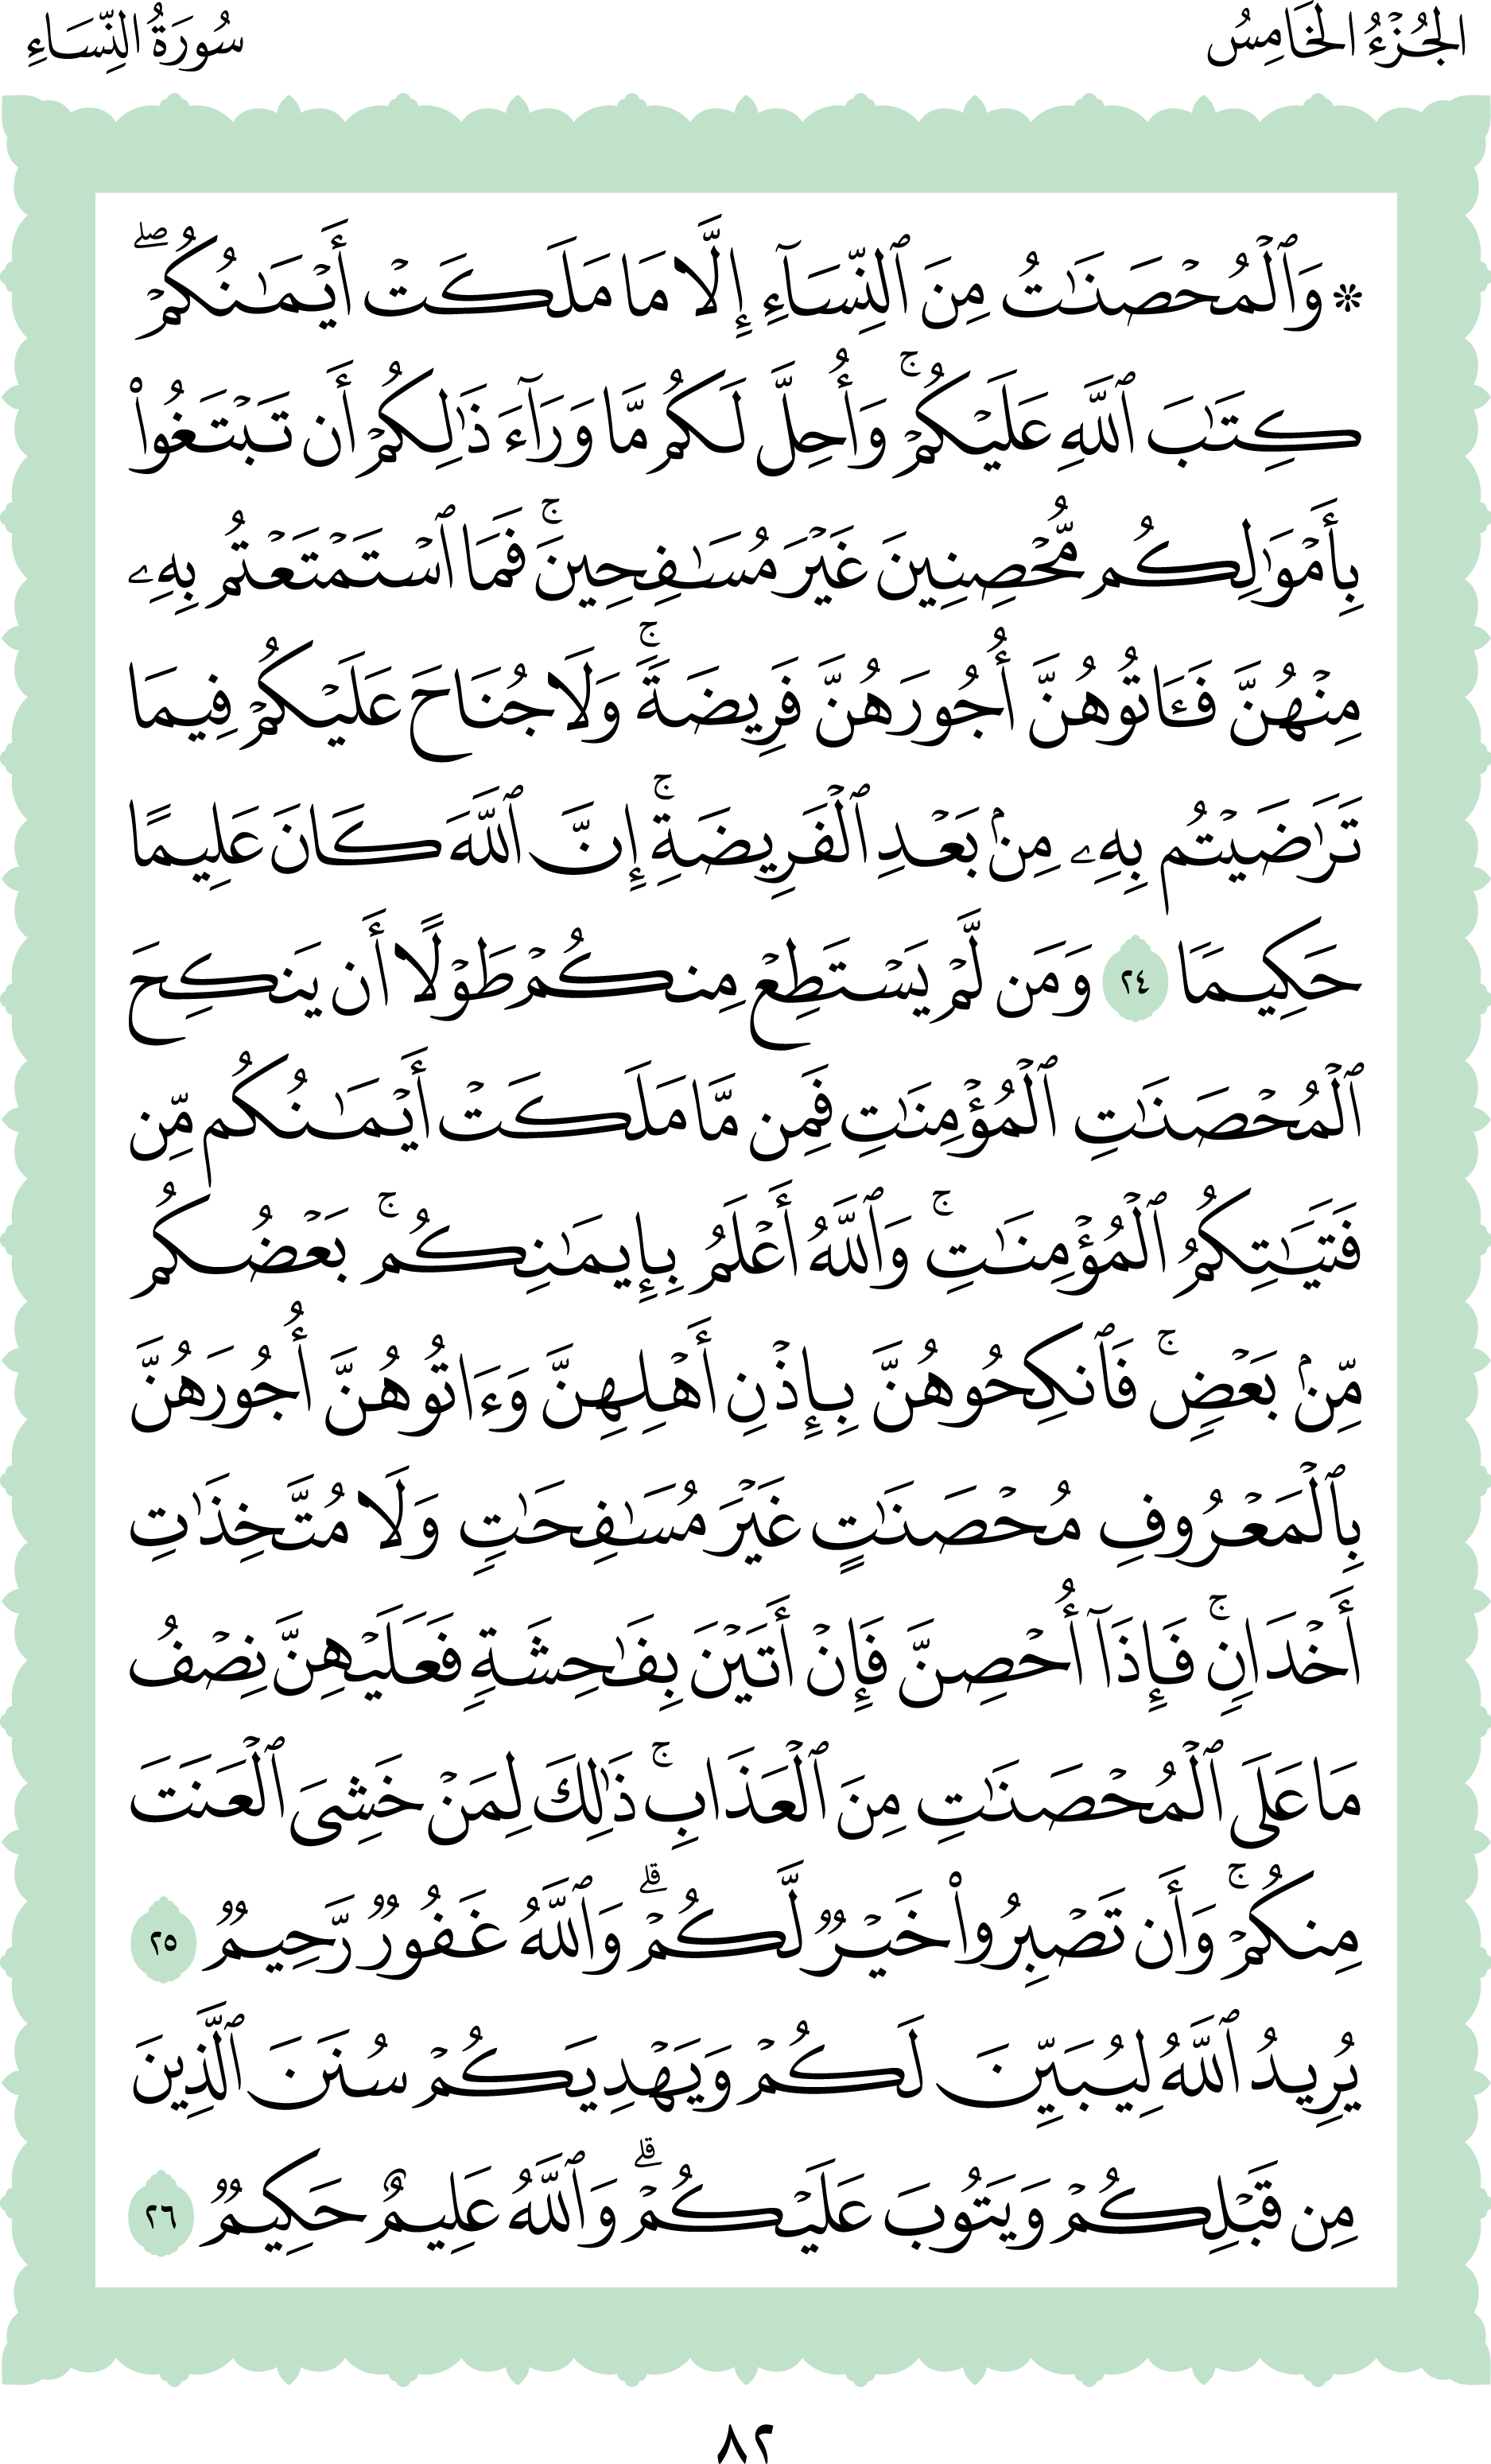 الجُزْءُ الخَامِسُ
سُورَةُ النِّسَاءِ
۞ وَٱلۡمُحۡصَنَٰتُ مِنَ ٱلنِّسَآءِ إِلَّا مَا مَلَكَتۡ أَيۡمَٰنُكُمۡۖ
كِتَٰبَ ٱللَّهِ عَلَيۡكُمۡۚ وَأُحِلَّ لَكُم مَّا وَرَآءَ ذَٰلِكُمۡ أَن تَبۡتَغُواْ
بِأَمۡوَٰلِكُم مُّحۡصِنِينَ غَيۡرَ مُسَٰفِحِينَۚ فَمَا ٱسۡتَمۡتَعۡتُم بِهِۦ
مِنۡهُنَّ فَـَٔاتُوهُنَّ أُجُورَهُنَّ فَرِيضَةٗۚ وَلَا جُنَاحَ عَلَيۡكُمۡ فِيمَا
تَرَٰضَيۡتُم بِهِۦ مِنۢ بَعۡدِ ٱلۡفَرِيضَةِۚ إِنَّ ٱللَّهَ كَانَ عَلِيمًا
حَكِيمٗا ٢٤ وَمَن لَّمۡ يَسۡتَطِعۡ مِنكُمۡ طَوۡلًا أَن يَنكِحَ
ٱلۡمُحۡصَنَٰتِ ٱلۡمُؤۡمِنَٰتِ فَمِن مَّا مَلَكَتۡ أَيۡمَٰنُكُم مِّن
فَتَيَٰتِكُمُ ٱلۡمُؤۡمِنَٰتِۚ وَٱللَّهُ أَعۡلَمُ بِإِيمَٰنِكُمۚ بَعۡضُكُم
مِّنۢ بَعۡضٖۚ فَٱنكِحُوهُنَّ بِإِذۡنِ أَهۡلِهِنَّ وَءَاتُوهُنَّ أُجُورَهُنَّ
بِٱلۡمَعۡرُوفِ مُحۡصَنَٰتٍ غَيۡرَ مُسَٰفِحَٰتٖ وَلَا مُتَّخِذَٰتِ
أَخۡدَانٖۚ فَإِذَآ أُحۡصِنَّ فَإِنۡ أَتَيۡنَ بِفَٰحِشَةٖ فَعَلَيۡهِنَّ نِصۡفُ
مَا عَلَى ٱلۡمُحۡصَنَٰتِ مِنَ ٱلۡعَذَابِۚ ذَٰلِكَ لِمَنۡ خَشِيَ ٱلۡعَنَتَ
مِنكُمۡۚ وَأَن تَصۡبِرُواْ خَيۡرٞ لَّكُمۡۗ وَٱللَّهُ غَفُورٞ رَّحِيمٞ ٢٥
يُرِيدُ ٱللَّهُ لِيُبَيِّنَ لَكُمۡ وَيَهۡدِيَكُمۡ سُنَنَ ٱلَّذِينَ
مِن قَبۡلِكُمۡ وَيَتُوبَ عَلَيۡكُمۡۗ وَٱللَّهُ عَلِيمٌ حَكِيمٞ ٢٦
٨٢